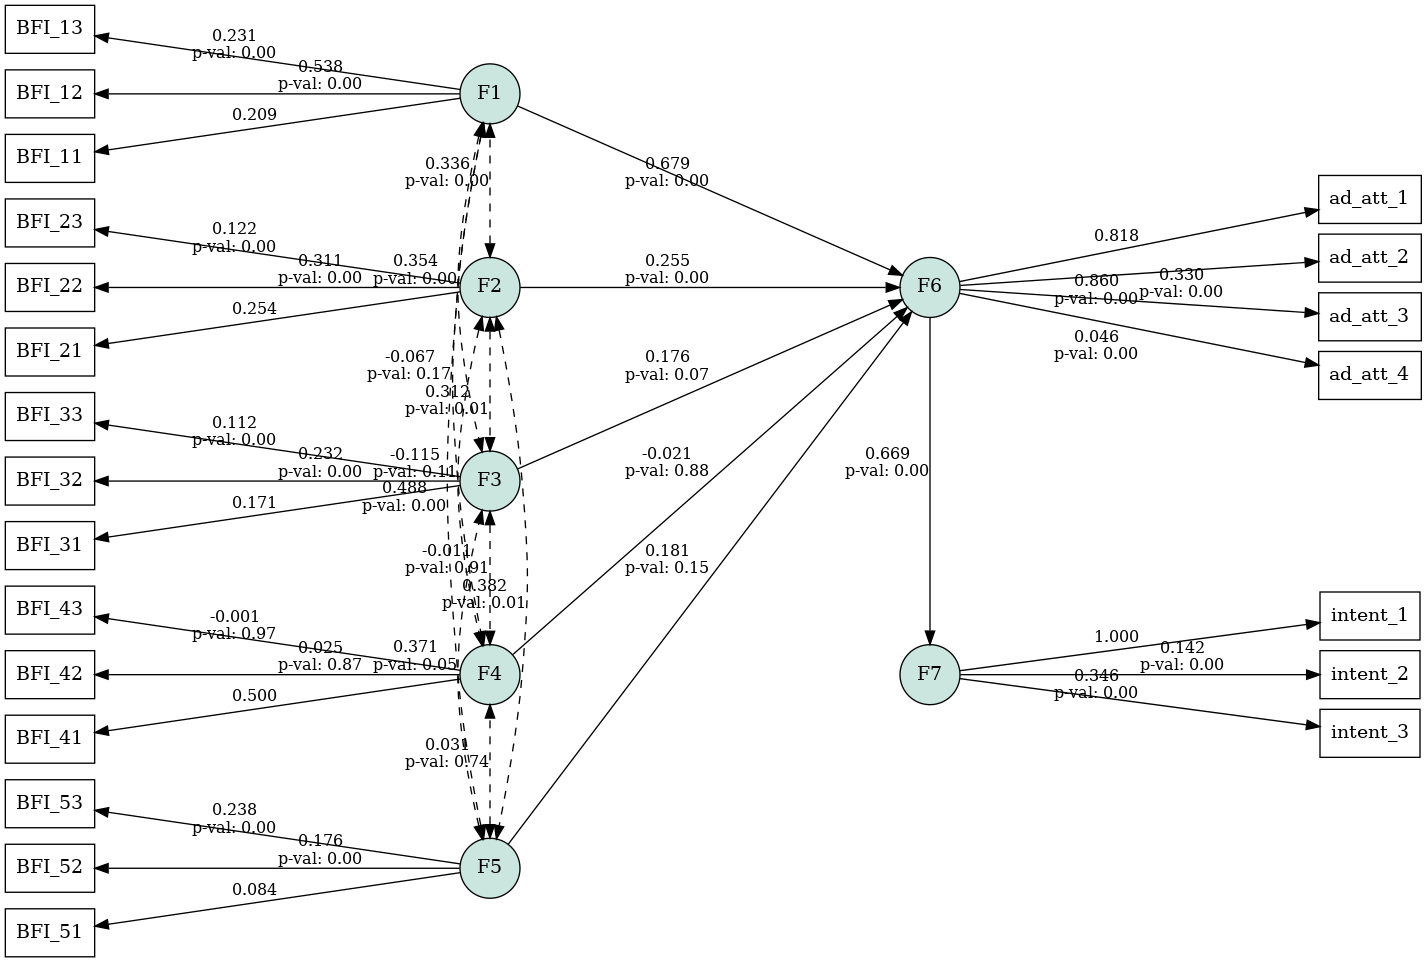 BFI_13
0.231
p-val: 0.00
0.538
p-val: 0.00
BFI_12
F1
0.209
BFI_11
0.336
p-val: 0.00
0.679
p-val: 0.00
ad_att_1
BFI_23
0.122
p-val: 0.00
0.818
BFI_22
0.311
p-val: 0.00
0.354
p-val: 0.00
F2
0.255
p-val: 0.00
F6
ad_att_2
0.860
p-val: 0.00
0.330
p-val: 0.00
0.254
ad_att_3
BFI_21
-0.067
p-val: 0.17
0.176
p-val: 0.07
0.046
p-val: 0.00
ad_att_4
0.312
p-val: 0.01
BFI_33
0.112
p-val: 0.00
BFI_32
0.232
p-val: 0.00
-0.115
p-val: 0.11
F3
-0.021
p-val: 0.88
0.669
p-val: 0.00
0.488
p-val: 0.00
0.171
BFI_31
-0.011
p-val: 0.91
0.181
p-val: 0.15
0.382
p-val: 0.01
BFI_43
-0.001
p-val: 0.97
intent_1
1.000
BFI_42
0.025
p-val: 0.87
0.371
p-val: 0.05
F4
F7
0.142
p-val: 0.00
intent_2
0.346
p-val: 0.00
0.500
BFI_41
intent_3
0.031
p-val: 0.74
BFI_53
0.238
p-val: 0.00
0.176
p-val: 0.00
BFI_52
F5
0.084
BFI_51